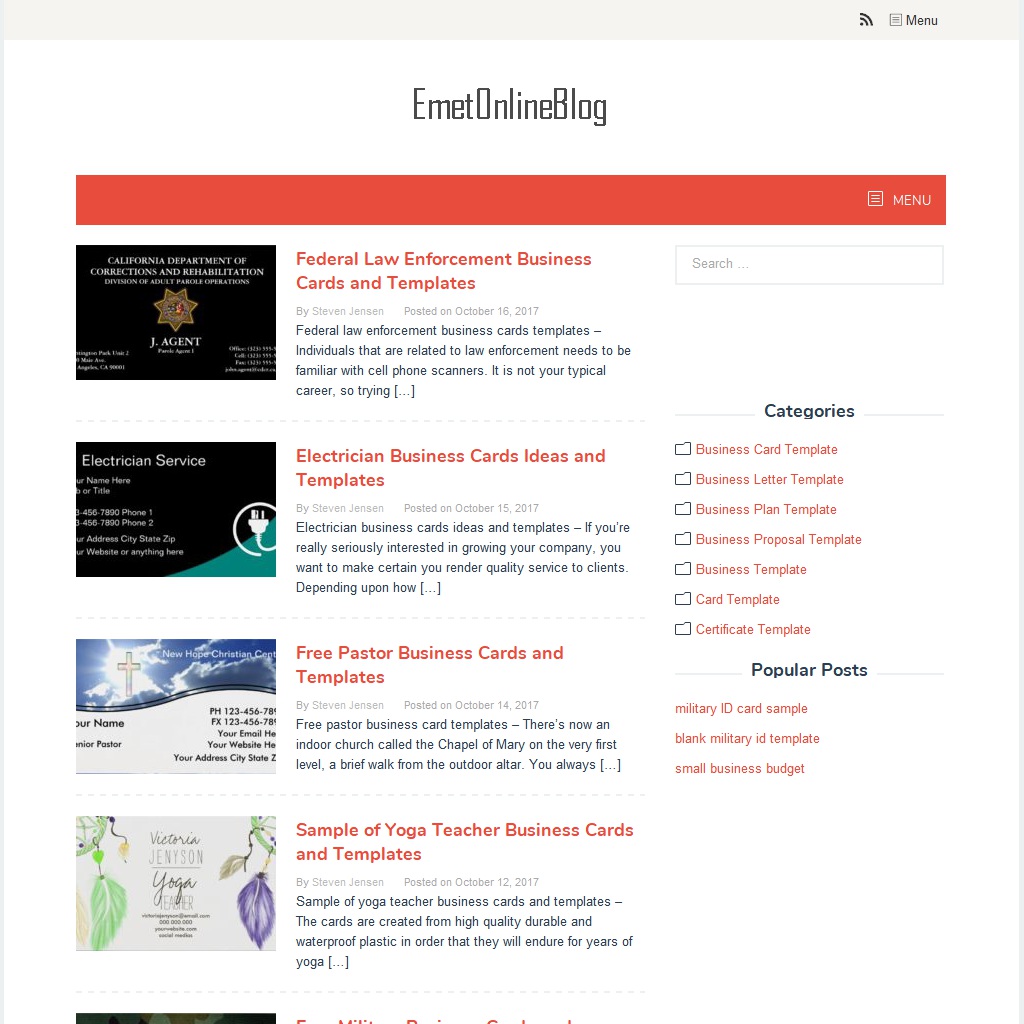 Menu
EmetOnlineBlog
MENU
CALIFORNIA DEPARTMENT OF
CORRECTIONS AND REHABILITATION
DIVISION OF ADULT PAROLE OPERATIONS
J. AGENT
Parole Agent I
Federal Law Enforcement Business
Cards and Templates
By Steven Jensen Posted on October 16, 2017
Federal law enforcement business cards templates –
Individuals that are related to law enforcement needs to be
familiar with cell phone scanners. It is not your typical
career, so trying […]
Electrician Service
ur Name Here
b or Title
3-456-7890 Phone 1
3-456-7890 Phone 2
ur Address City State Zip
ur Website or anything here
Electrician Business Cards Ideas and
Templates
By Steven Jensen Posted on October 15, 2017
Electrician business cards ideas and templates – If you’re
really seriously interested in growing your company, you
want to make certain you render quality service to clients.
Depending upon how […]
New Hope Christian Cent
PH 123-456-789
FX 123-456-789
Your Email He
Your Website He
Your Address City State Z
our Name
enior Pastor
Free Pastor Business Cards and
Templates
By Steven Jensen Posted on October 14, 2017
Free pastor business card templates – There’s now an
indoor church called the Chapel of Mary on the very first
level, a brief walk from the outdoor altar. You always […]
Victoria
JENYSON
Yoga
TEACHER
victoriajenyson@email.com
000.000.000
yourwebsite.com
social medias
Sample of Yoga Teacher Business Cards
and Templates
By Steven Jensen Posted on October 12, 2017
Sample of yoga teacher business cards and templates –
The cards are created from high quality durable and
waterproof plastic in order that they will endure for years of
yoga […]
Search …
Categories
Business Card Template
Business Letter Template
Business Plan Template
Business Proposal Template
Business Template
Card Template
Certificate Template
Popular Posts
military ID card sample
blank military id template
small business budget